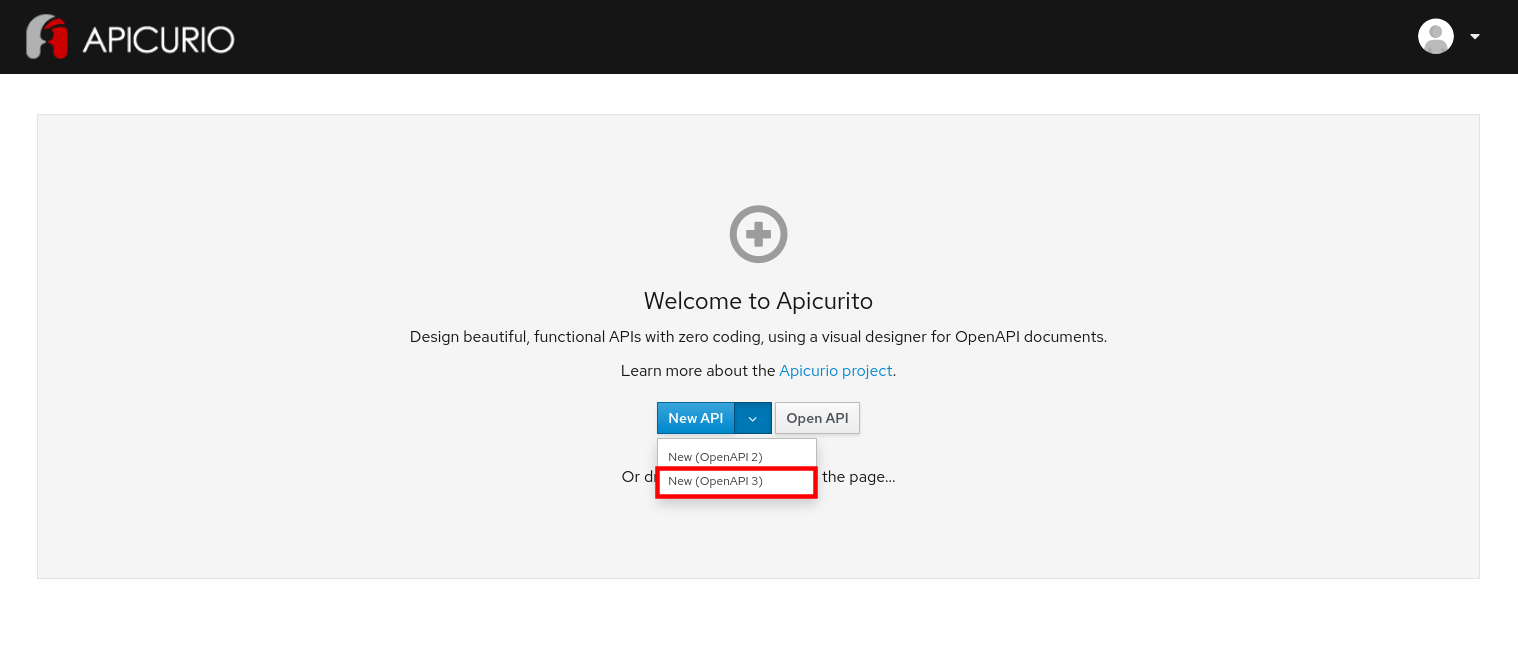 APICURIO
Welcome to Apicurito
Design beautiful, functional APIs with zero coding, using a visual designer for OpenAPI documents.
Learn more about the Apicurio project.
New API Open API
New (OpenAPI 2)
Or the page...
New (OpenAPI 3)